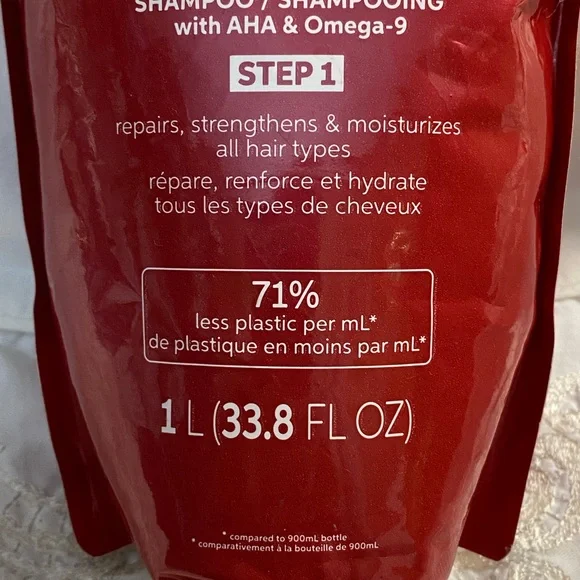 SHAMPOO / SHAMPOOING
with AHA & Omega-9
STEP 1
repairs, strengthens & moisturizes
all hair types
répare, renforce et hydrate
tous les types de cheveux
71%
less plastic per mL*
de plastique en moins par mL*
1 L (33.8 FL OZ)
* compared to 900mL bottle
* comparativement à la bouteille de 900mL